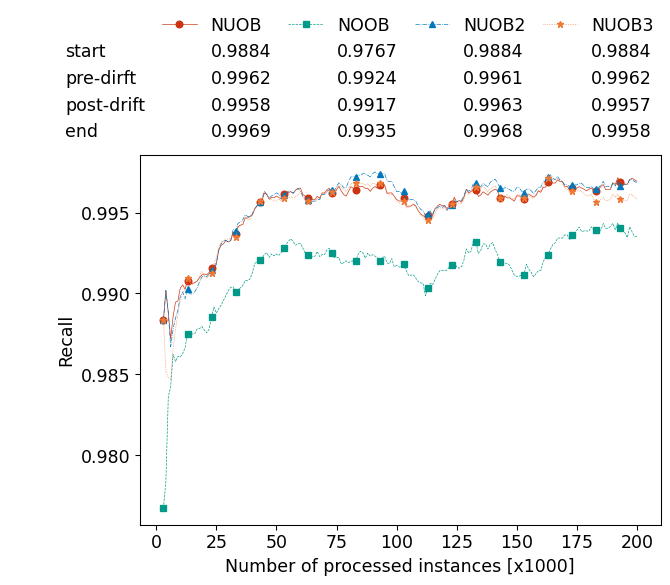 NUOB NOOB NUOB2 NUOB3
start 0.9884 0.9767 0.9884 0.9884
pre-dirft 0.9962 0.9924 0.9961 0.9962
post-drift 0.9958 0.9917 0.9963 0.9957
end 0.9969 0.9935 0.9968 0.9958
0.995
0.990
0.985
0.980
Recall
0 25 50 75 100 125 150 175 200
Number of processed instances [x1000]